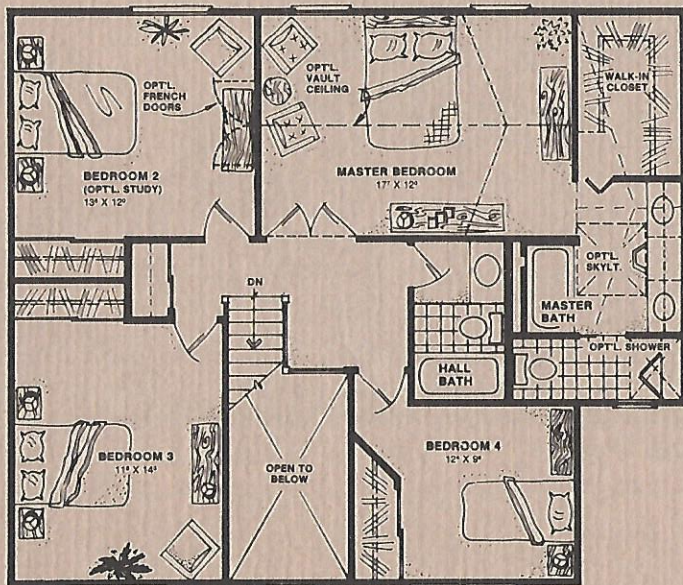 OPT'L.
FRENCH
DOORS
BEDROOM 2
(OPT'L. STUDY)
OPT'L.
VAULT
CEILING
MASTER BEDROOM
WALK-IN
CLOSET
OPT'L.
SKYLT.
MASTER
BATH
OPT'L. SHOWER
DN
HALL
BATH
BEDROOM 3
OPEN TO
BELOW
BEDROOM 4